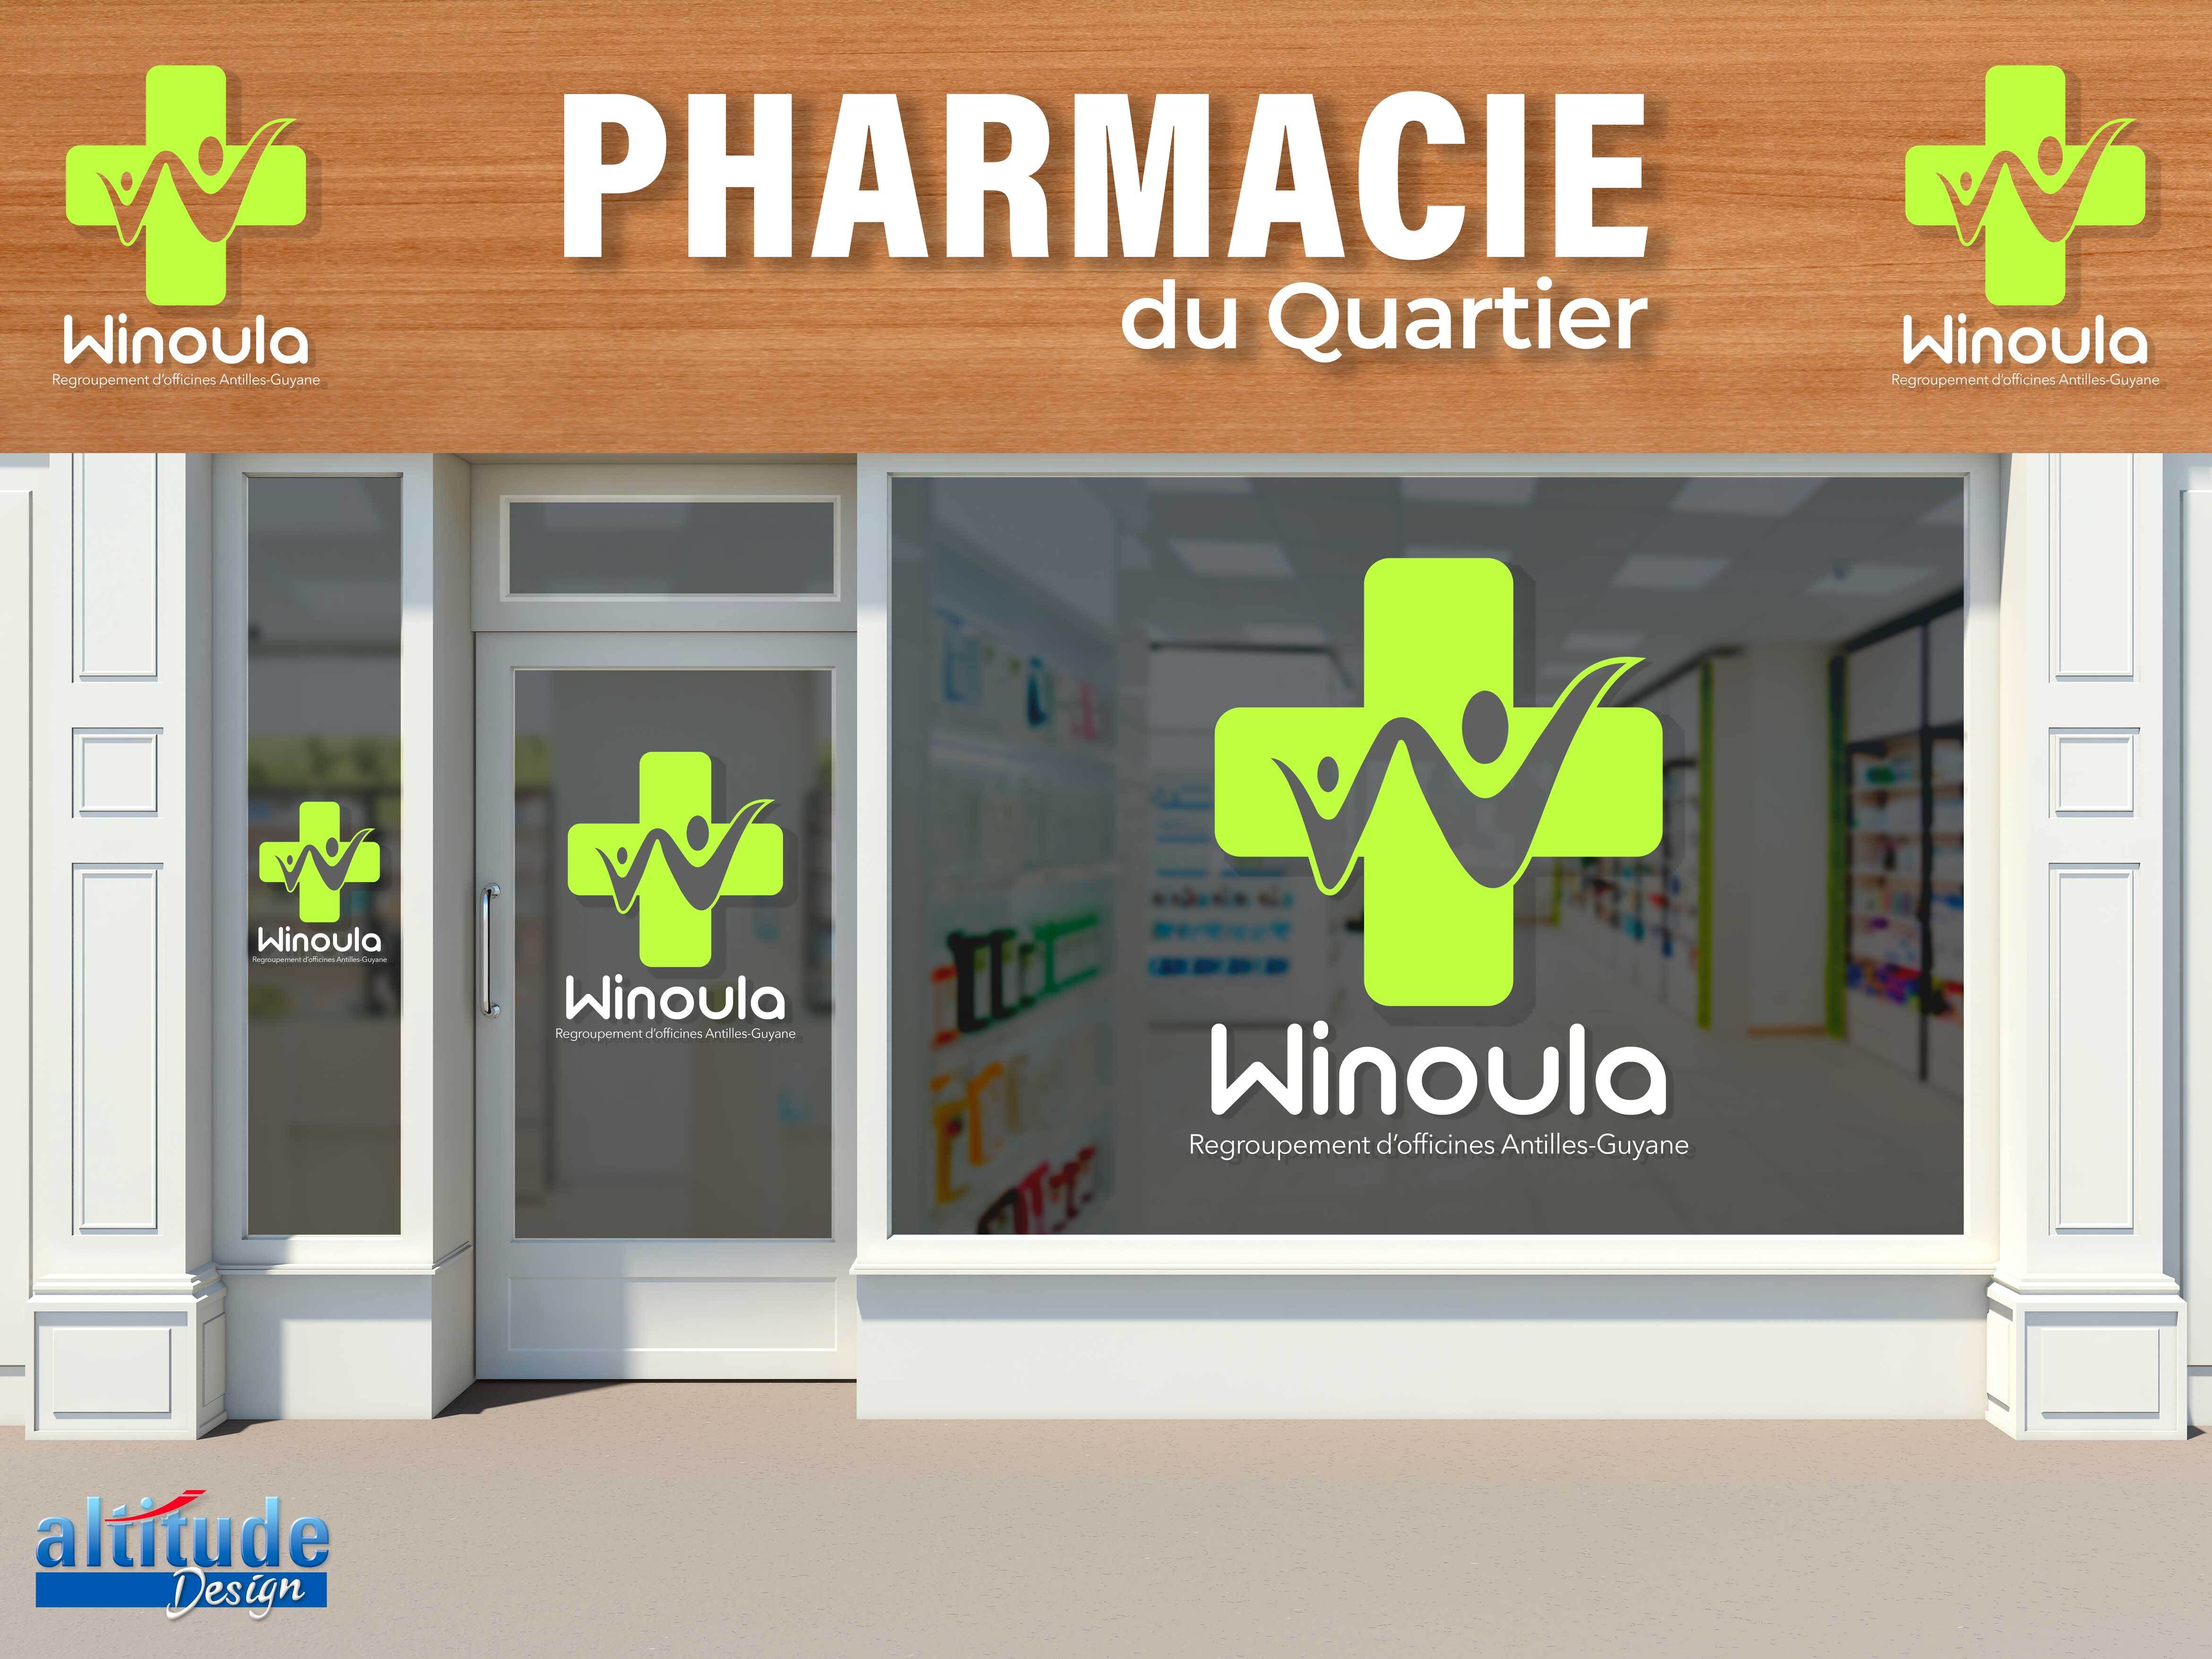 PHARMACIE
du Quartier
Winoula
Regroupement d'officines Antilles-Guyane
Winoula
Regroupement d'officines Antilles-Guyane
Winoula
Regroupement d'officines Antilles-Guyane
Winoula
Regroupement d'officines Antilles-Guyane
Winoula
Regroupement d'officines Antilles-Guyane
altitude
Design